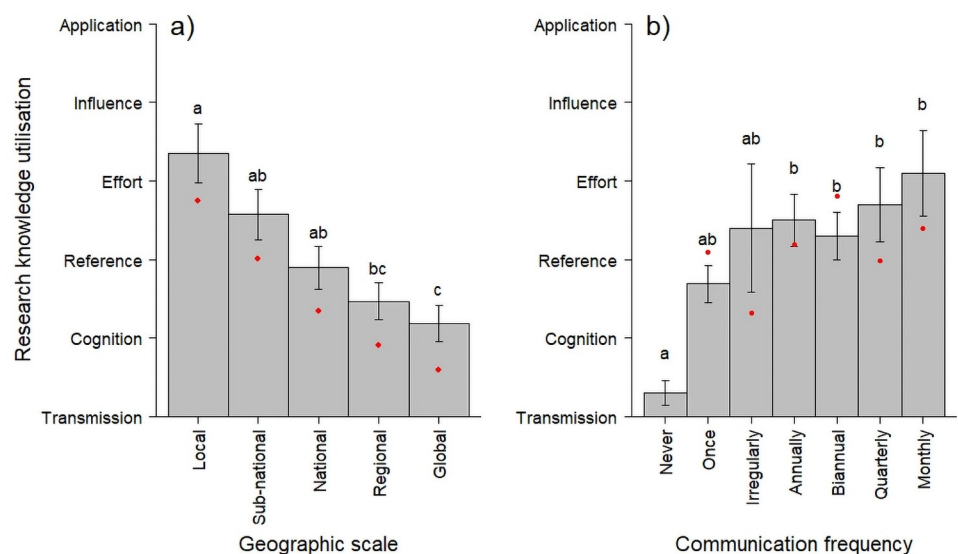 a)
Research knowledge utilisation
Application
Influence
Effort
Reference
Cognition
Transmission
a
ab
ab
bc
c
Local
Sub-national
National
Regional
Global
Geographic scale
b)
Application
Influence
Effort
Reference
Cognition
Transmission
a
ab
ab
b
b
b
b
Never
Once
Irregularly
Annually
Biannual
Quarterly
Monthly
Communication frequency